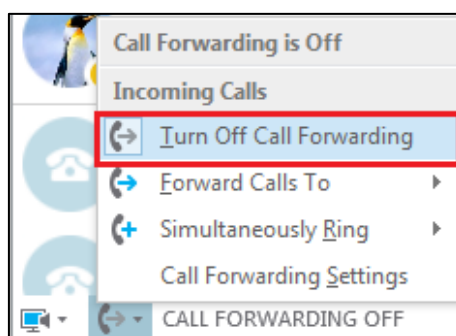 Call Forwarding is Off
Incoming Calls
Turn Off Call Forwarding
Forward Calls To
Simultaneously Ring
Call Forwarding Settings
CALL FORWARDING OFF